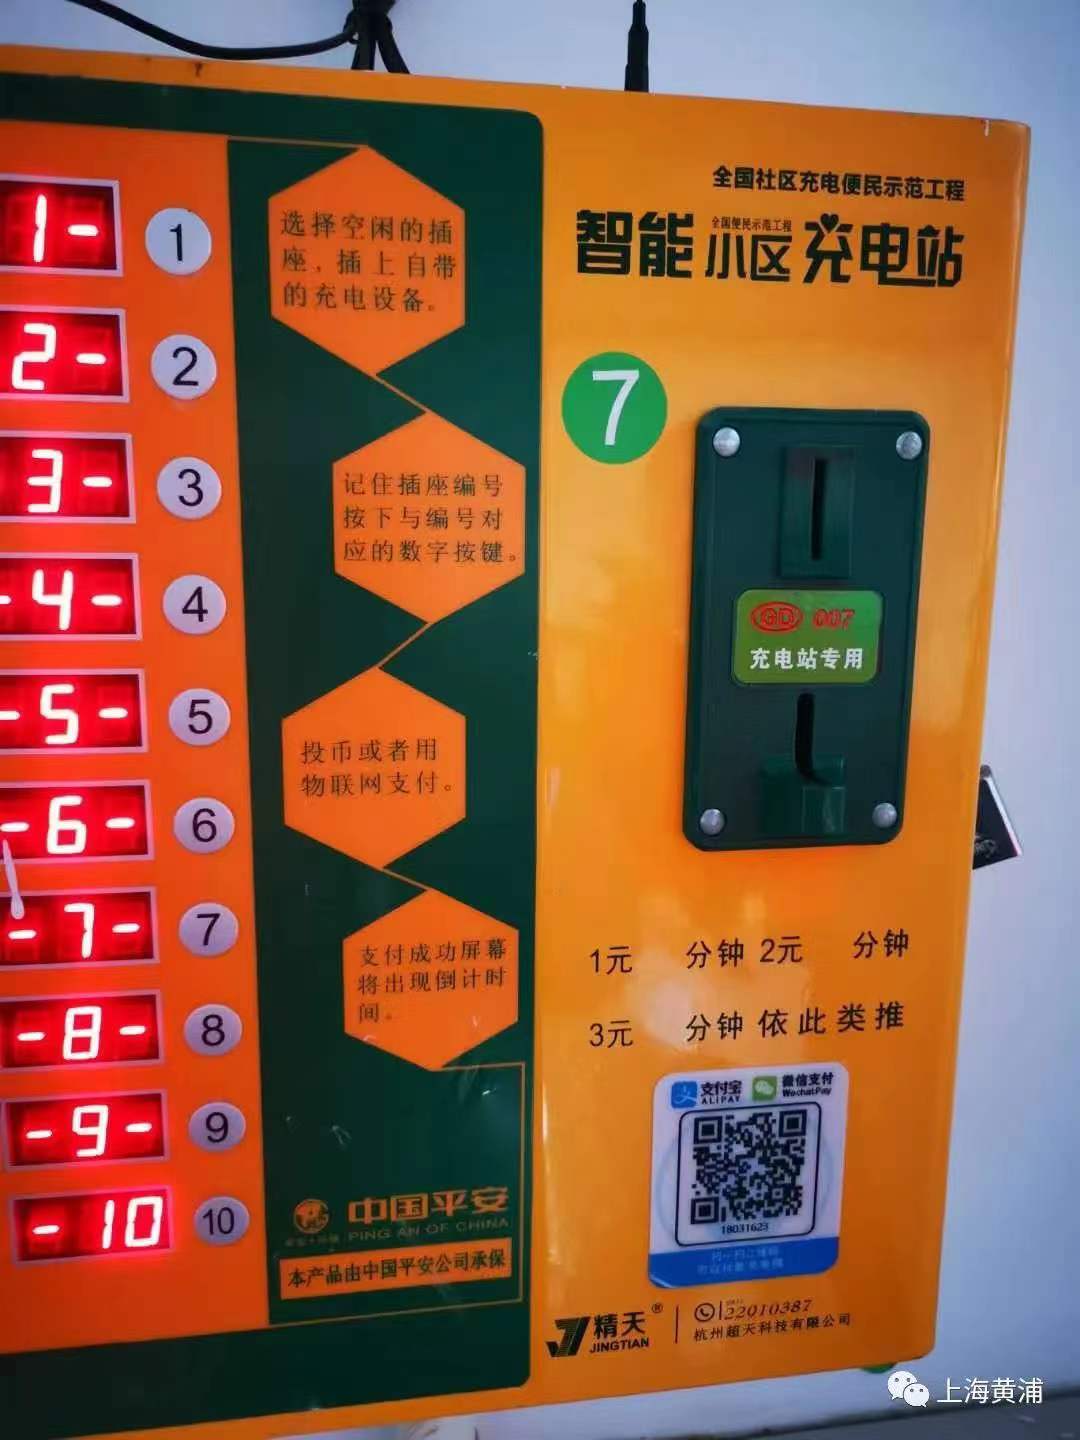 全国社区充电便民示范工程
智能
全国便民示范工程
小区
充电站
7
1-
1
2-
2
3-
3
-4-
4
-5-
5
-6-
6
-7-
7
-8-
8
-9-
9
-10
10
选择空闲的插
座，插上自带
的充电设备。
记住插座编号
按下与编号对
应的数字按键。
投币或者用
物联网支付。
支付成功屏幕
将出现倒计时
间。
中国平安
PING AN OF CHINA
本产品由中国平安公司承保
GD 007
充电站专用
1元 分钟 2元 分钟
3元 分钟 依此类推
支付宝
ALIPAY
微信支付
WechatPay
18031623
精天®
JINGTIAN
22010387
杭州超天科技有限公司
上海黄浦